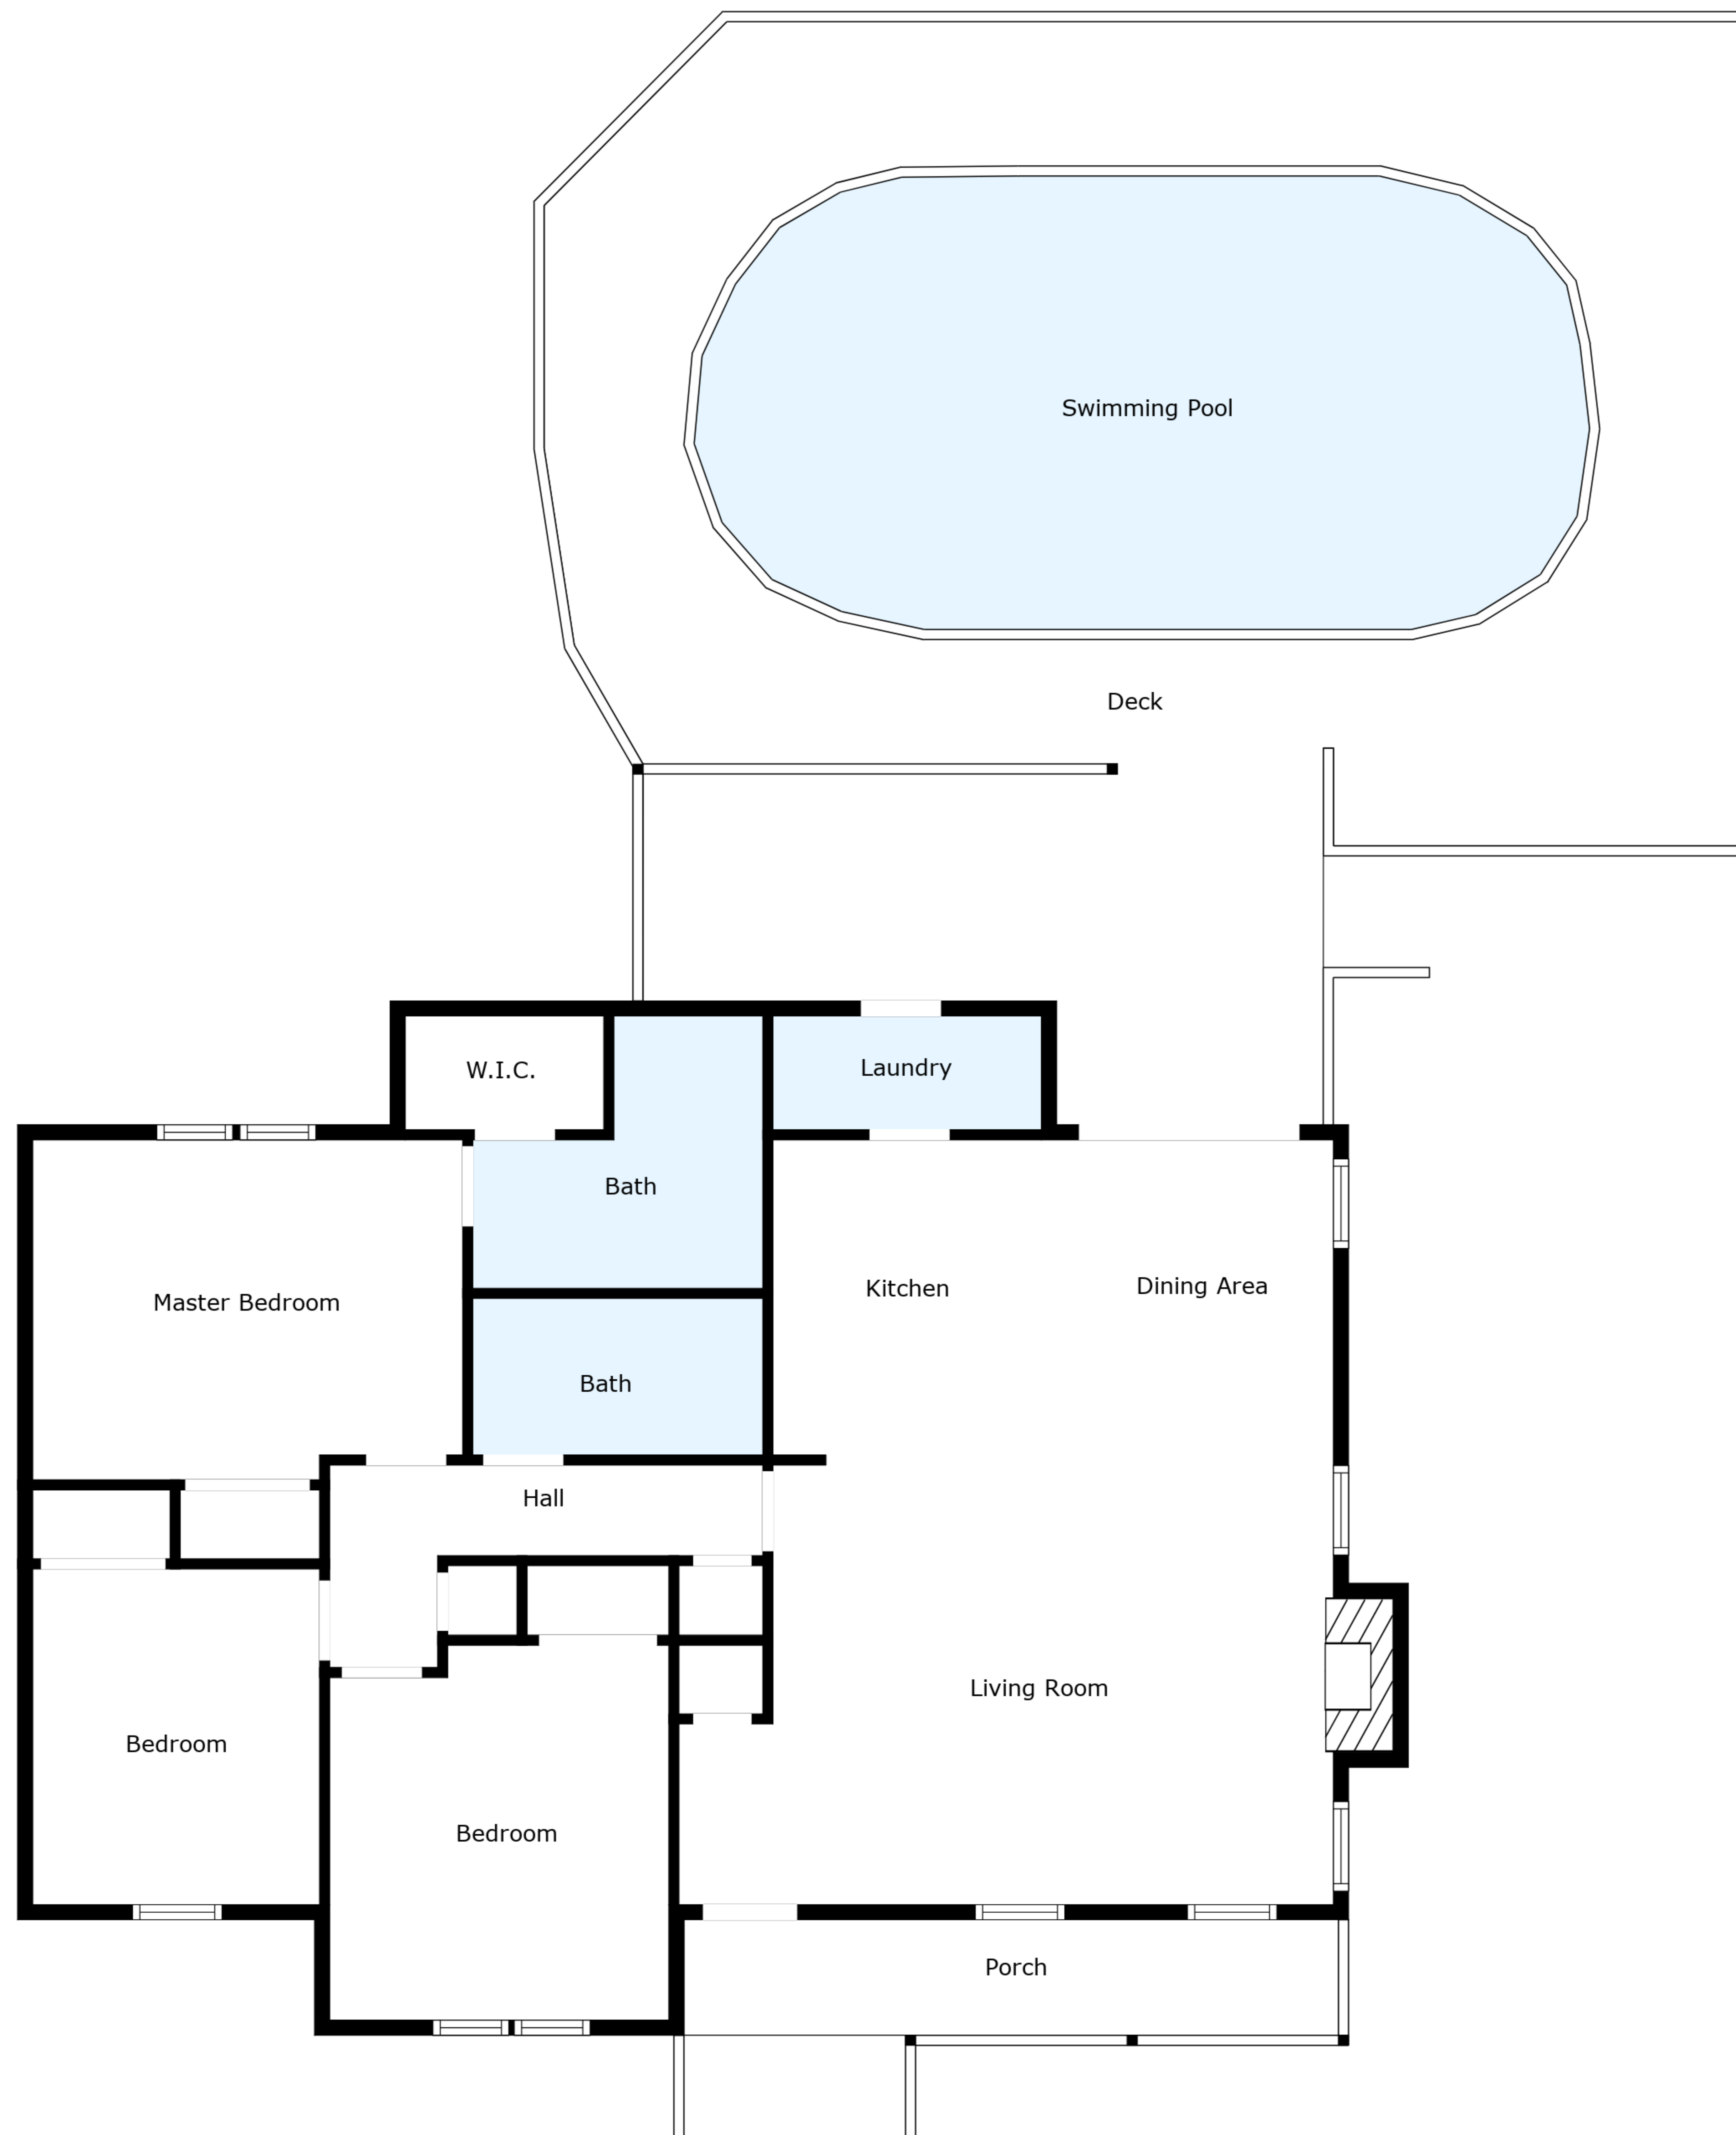 Swimming Pool
Deck
W.I.C.
Laundry
Bath
Master Bedroom
Kitchen
Dining Area
Bath
Hall
Living Room
Bedroom
Bedroom
Porch